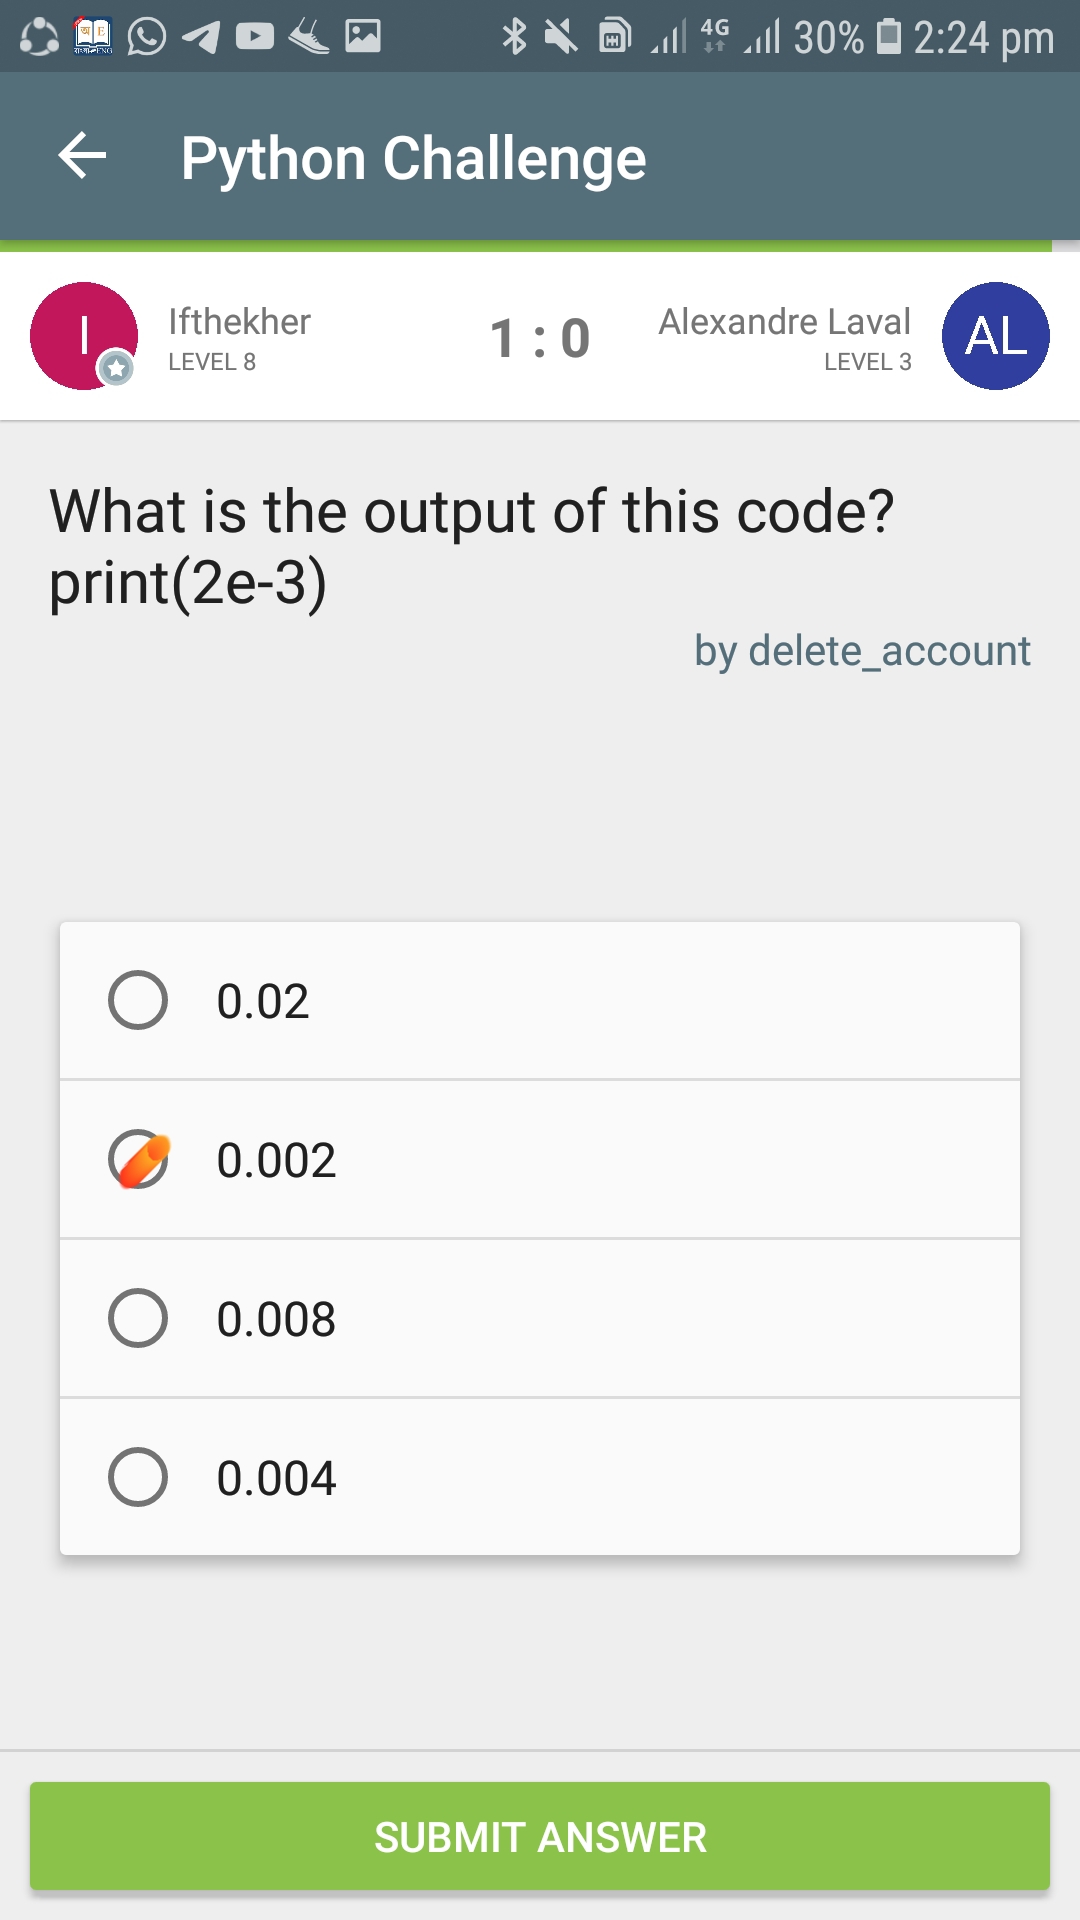 4G 30% 2:24 pm
Python Challenge
I Ifthekher 1 : 0 Alexandre Laval AL
LEVEL 8 LEVEL 3
What is the output of this code?
print(2e-3)
by delete_account
0.02
0.002
0.008
0.004
SUBMIT ANSWER